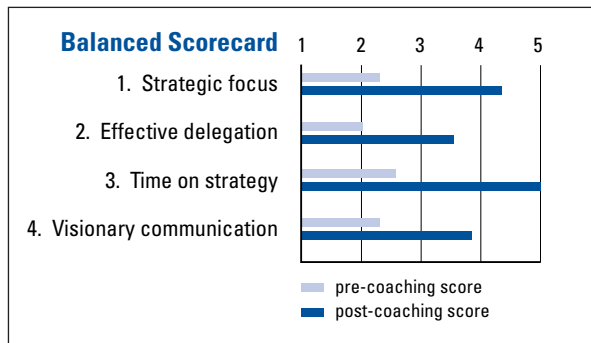 Balanced Scorecard 1 2 3 4 5
1. Strategic focus
2. Effective delegation
3. Time on strategy
4. Visionary communication
pre-coaching score
post-coaching score